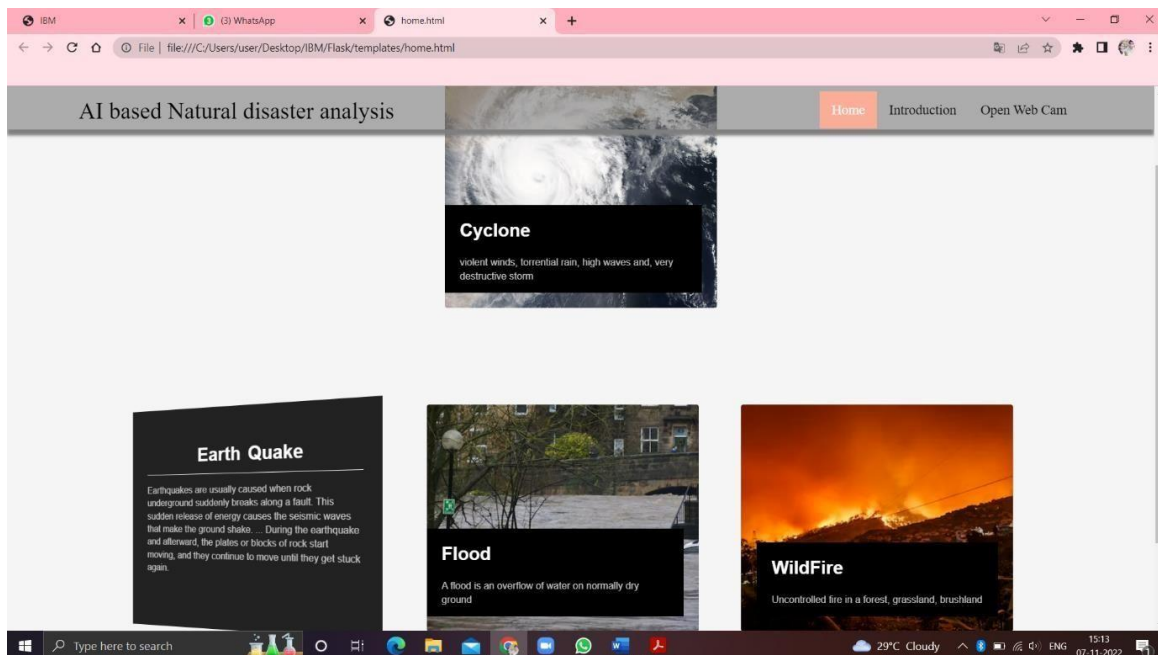 IBM
(3) WhatsApp
home.html
File | file:///C:/Users/user/Desktop/IBM/Flask/templates/home.html
AI based Natural disaster analysis
Home Introduction Open Web Cam
Cyclone
violent winds, torrential rain, high waves and, very
destructive storm
Earth Quake
Earthquakes are usually caused when rock
underground suddenly breaks along a fault. This
sudden release of energy causes the seismic waves
that make the ground shake. ... During the earthquake
and afterward, the plates or blocks of rock start
moving, and they continue to move until they get stuck
again.
Flood
A flood is an overflow of water on normally dry
ground
WildFire
Uncontrolled fire in a forest, grassland, brushland
Type here to search
29°C Cloudy
ENG
15:13
07-11-2022